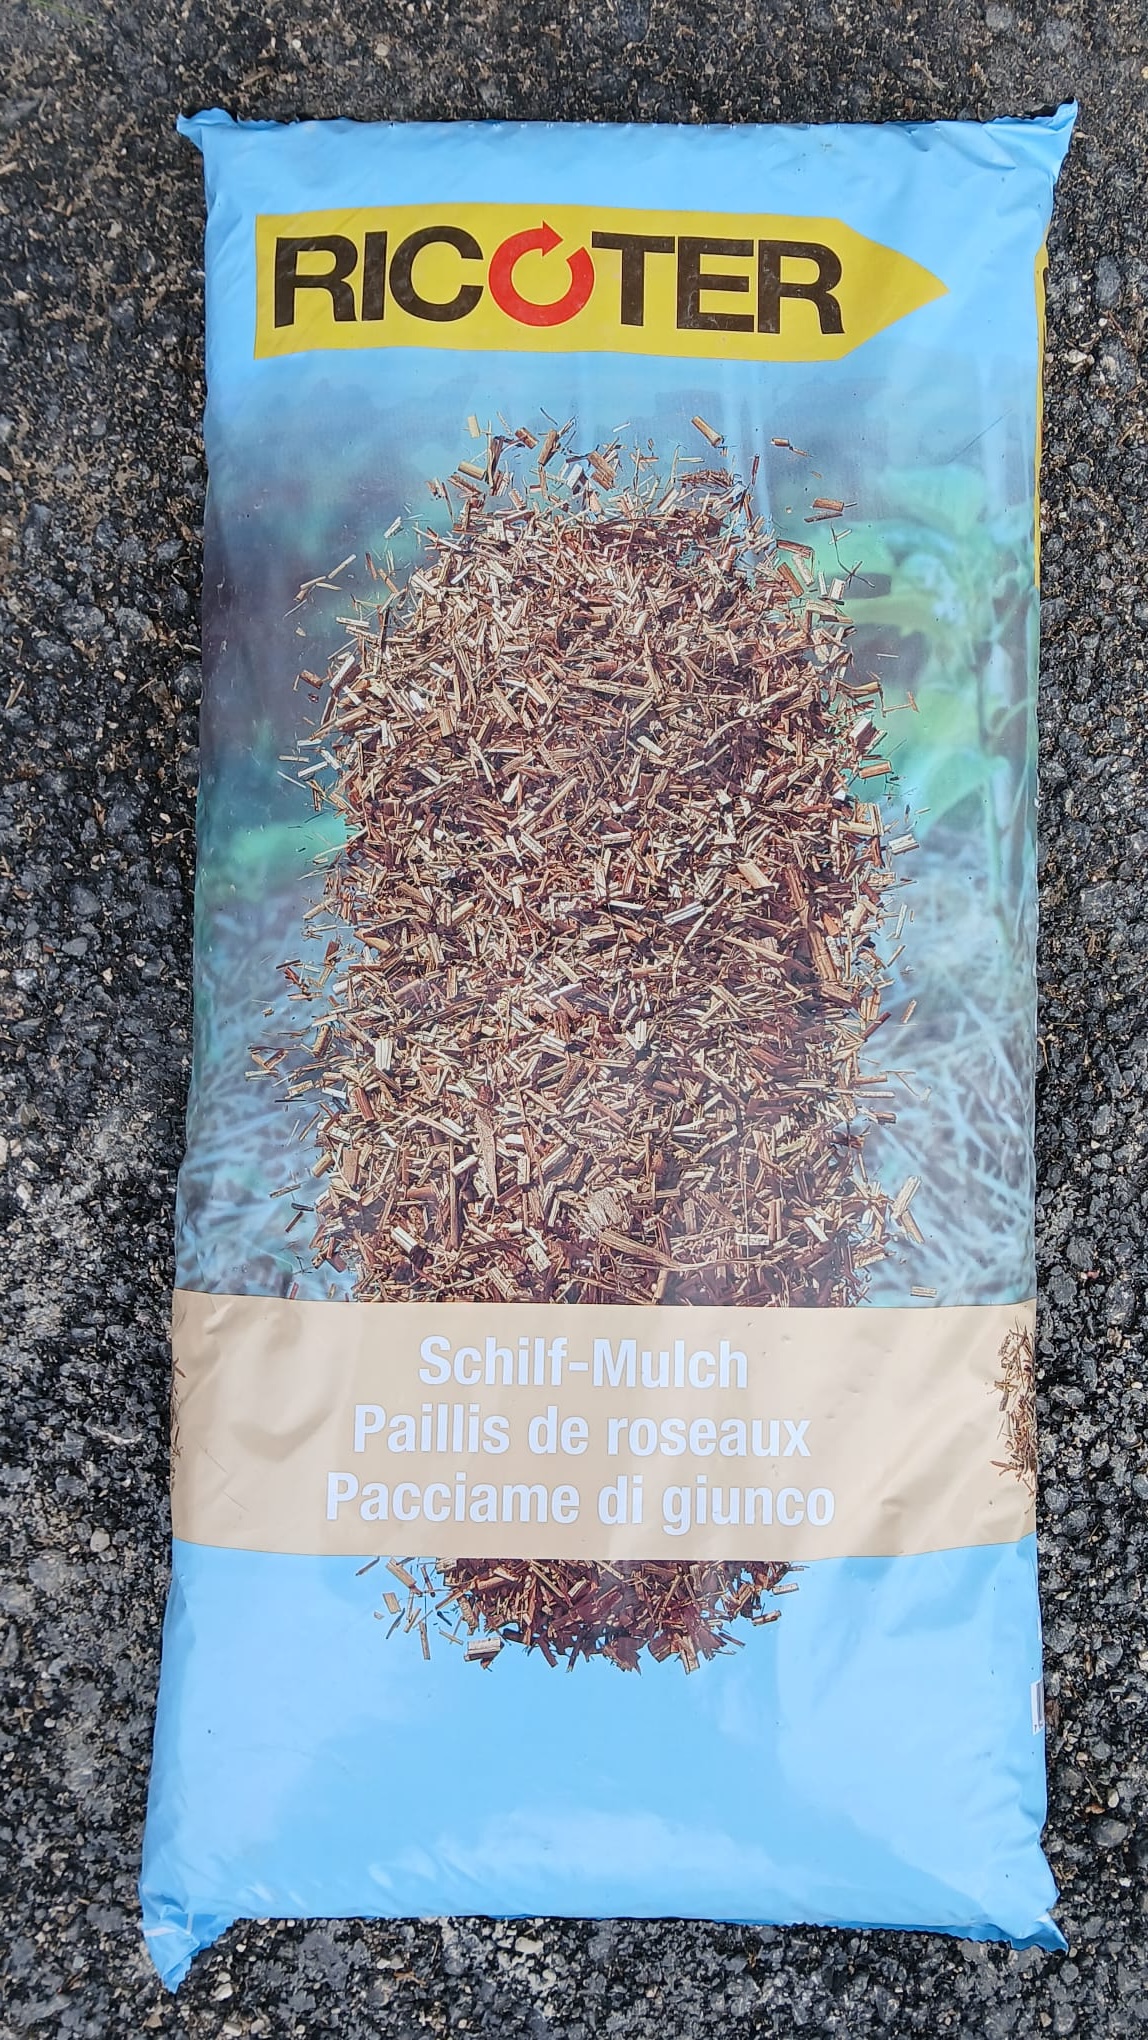 RICOTER
Schilf-Mulch
Paillis de roseaux
Pacciame di giunco